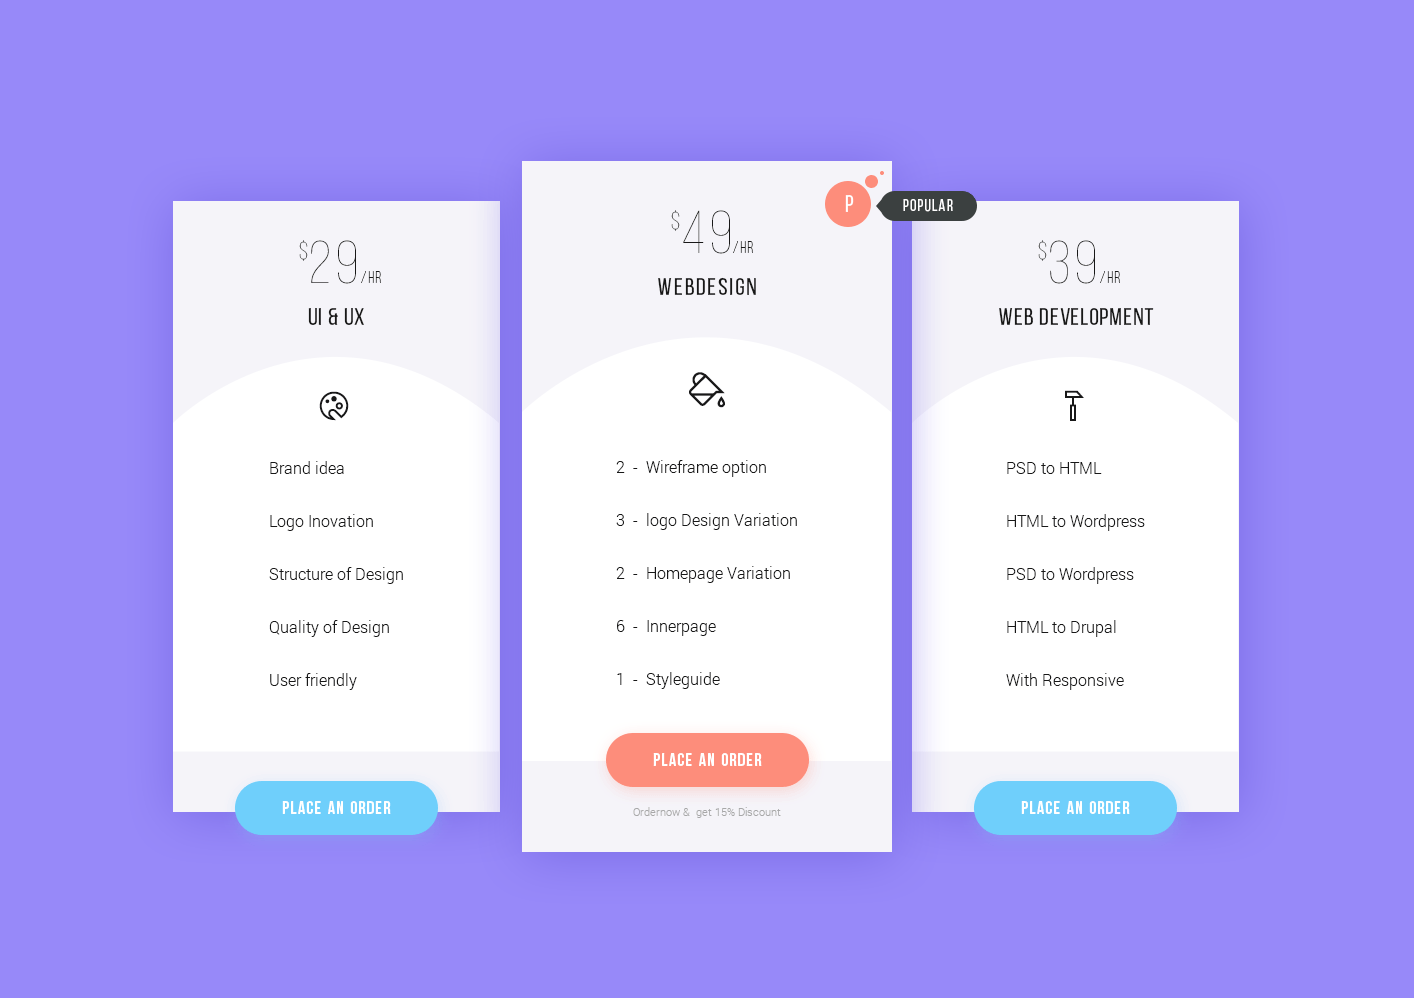 $29/HR
UI & UX
Brand idea
Logo Inovation
Structure of Design
Quality of Design
User friendly
PLACE AN ORDER
P
POPULAR
$49/HR
WEBDESIGN
2 - Wireframe option
3 - logo Design Variation
2 - Homepage Variation
6 - Innerpage
1 - Styleguide
PLACE AN ORDER
Ordernow & get 15% Discount
$39/HR
WEB DEVELOPMENT
PSD to HTML
HTML to Wordpress
PSD to Wordpress
HTML to Drupal
With Responsive
PLACE AN ORDER